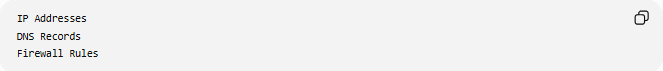 IP Addresses
DNS Records
Firewall Rules